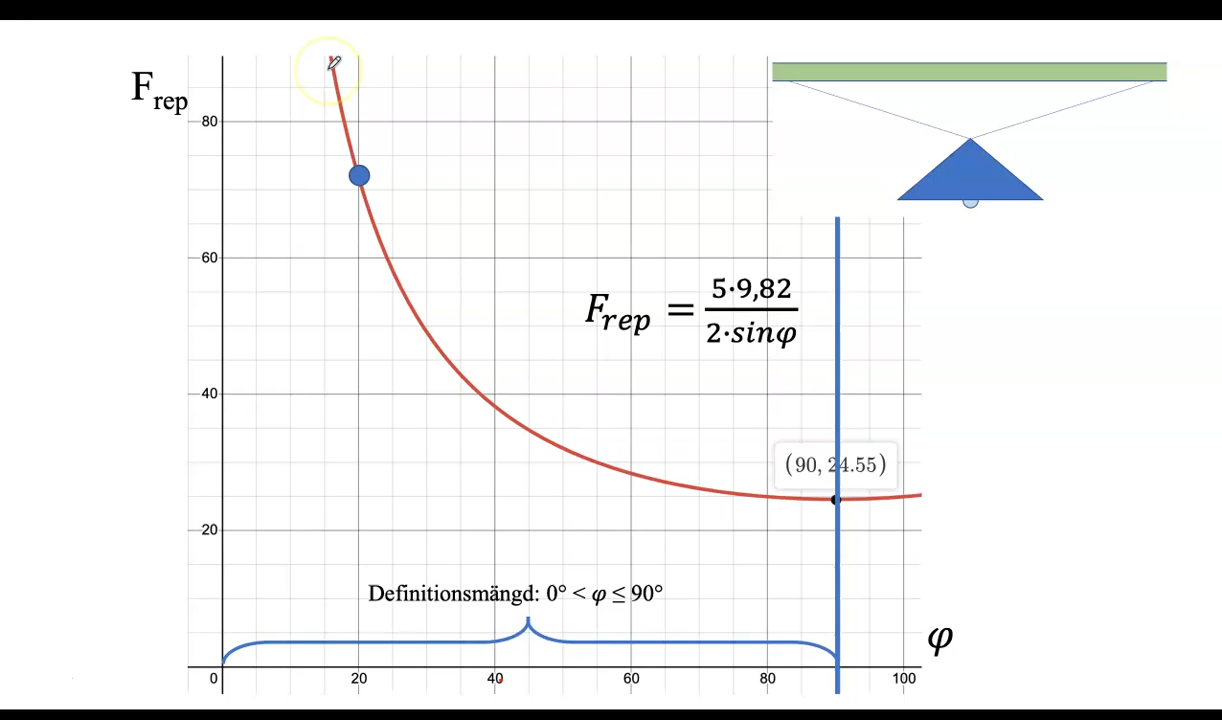 F_rep
80
60
40
20
F_rep = 5·9,82 / 2·sinφ
(90, 24.55)
Definitionsmängd: 0° < φ ≤ 90°
φ
0 20 40 60 80 100